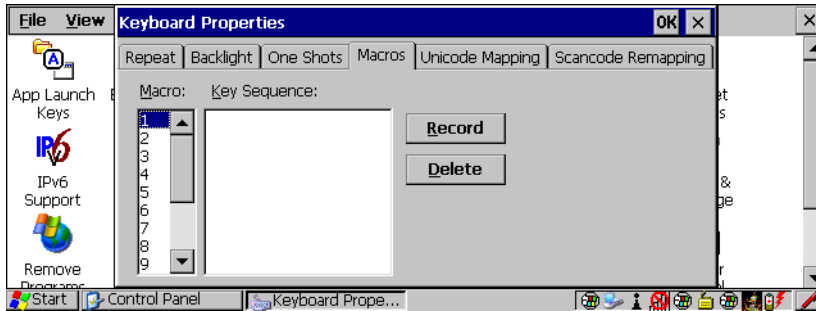 File View
Keyboard Properties
OK
Repeat
Backlight
One Shots
Macros
Unicode Mapping
Scancode Remapping
App Launch
Keys
Macro:
Key Sequence:
1
2
3
4
5
6
7
8
9
Record
Delete
IPv6
IPv6
Support
&
Remove
Start
Control Panel
Keyboard Prope...